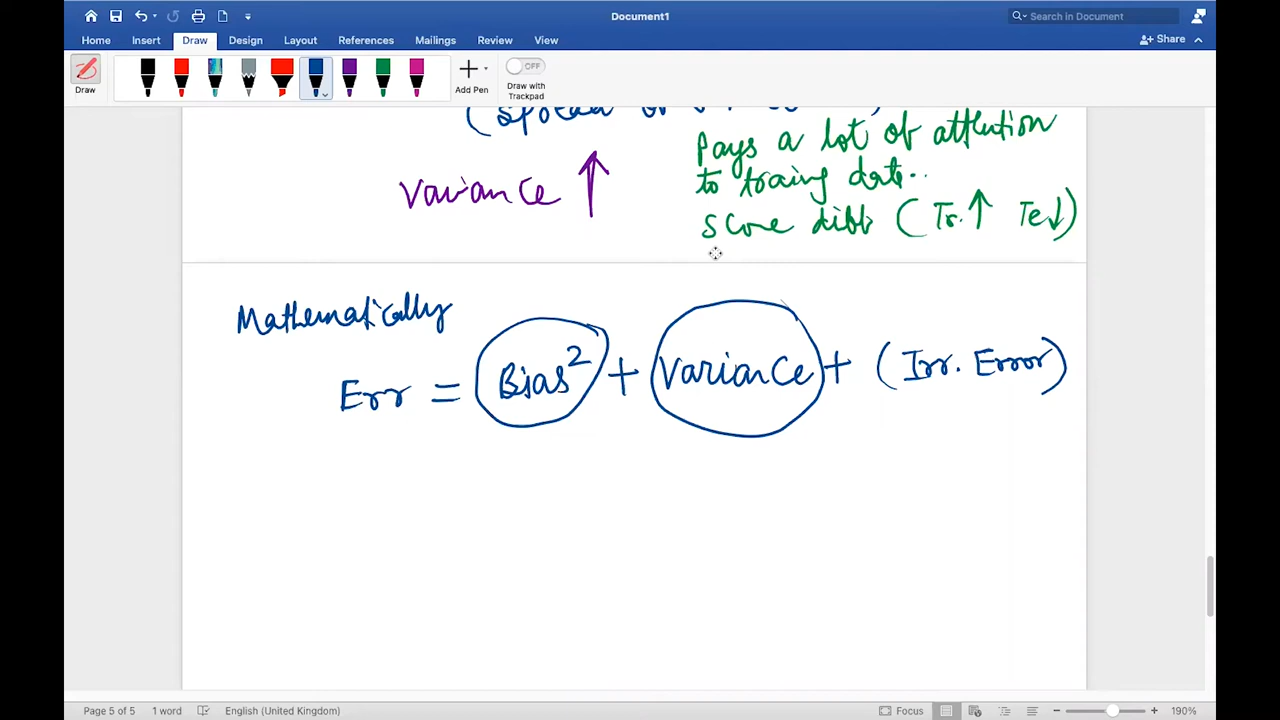 Document1
Search in Document
Home Insert Draw Design Layout References Mailings Review View
Share
Draw
Add Pen
OFF
Draw with
Trackpad
Variance ↑
Pays a lot of attention
to traing data..
score diff (Tr.↑ Te↓)
Mathematically
Err = Bias² + Variance + (Irr. Error)
Page 5 of 5 1 word English (United Kingdom) Focus 190%